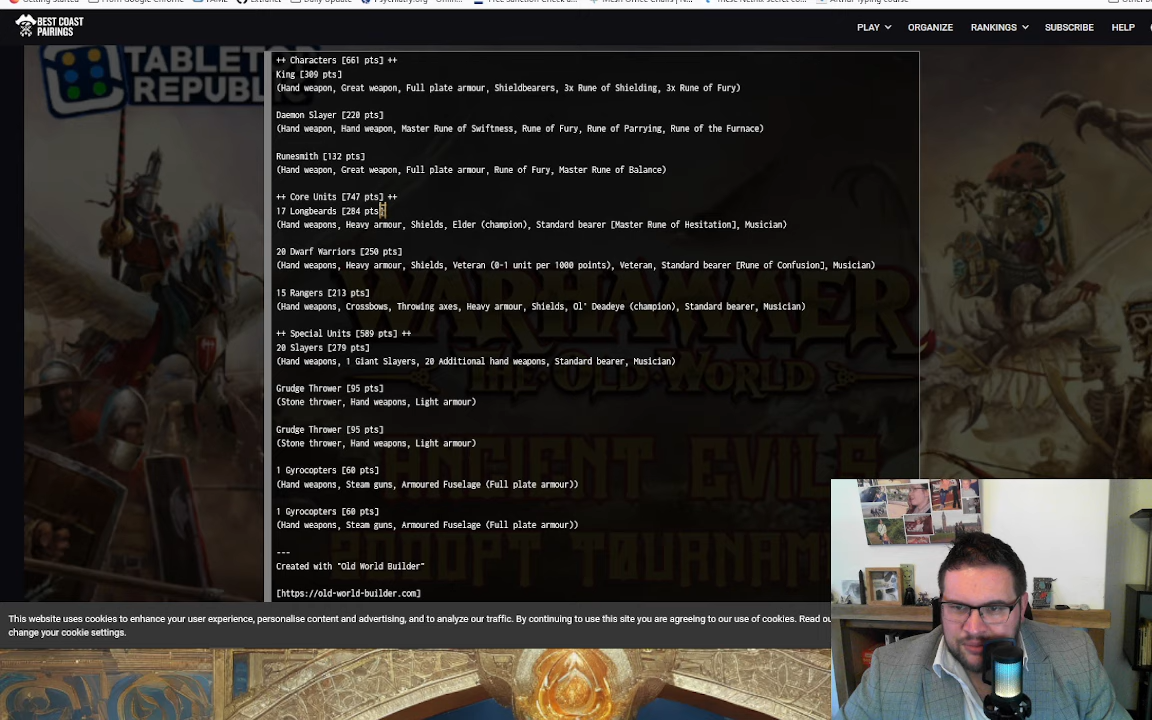 BEST COAST
PAIRINGS
PLAY
ORGANIZE
RANKINGS
SUBSCRIBE
HELP
TABLETOP
REPUBLIC
++ Characters [661 pts] ++
King [309 pts]
(Hand weapon, Great weapon, Full plate armour, Shieldbearers, 3x Rune of Shielding, 3x Rune of Fury)
Daemon Slayer [220 pts]
(Hand weapon, Hand weapon, Master Rune of Swiftness, Rune of Fury, Rune of Parrying, Rune of the Furnace)
Runesmith [132 pts]
(Hand weapon, Great weapon, Full plate armour, Rune of Fury, Master Rune of Balance)
++ Core Units [747 pts] ++
17 Longbeards [284 pts]
(Hand weapons, Heavy armour, Shields, Elder (champion), Standard bearer [Master Rune of Hesitation], Musician)
20 Dwarf Warriors [250 pts]
(Hand weapons, Heavy armour, Shields, Veteran (0-1 unit per 1000 points), Veteran, Standard bearer [Rune of Confusion], Musician)
15 Rangers [213 pts]
(Hand weapons, Crossbows, Throwing axes, Heavy armour, Shields, Ol' Deadeye (champion), Standard bearer, Musician)
++ Special Units [589 pts] ++
20 Slayers [279 pts]
(Hand weapons, 1 Giant Slayers, 20 Additional hand weapons, Standard bearer, Musician)
Grudge Thrower [95 pts]
(Stone thrower, Hand weapons, Light armour)
Grudge Thrower [95 pts]
(Stone thrower, Hand weapons, Light armour)
1 Gyrocopters [60 pts]
(Hand weapons, Steam guns, Armoured Fuselage (Full plate armour))
1 Gyrocopters [60 pts]
(Hand weapons, Steam guns, Armoured Fuselage (Full plate armour))
---
Created with "Old World Builder"
[https://old-world-builder.com]
WARHAMMER
THE OLD WORLD
ANCIENT EVILS
2000PT TOURNAM
This website uses cookies to enhance your user experience, personalise content and advertising, and to analyze our traffic. By continuing to use this site you are agreeing to our use of cookies. Read ou
change your cookie settings.